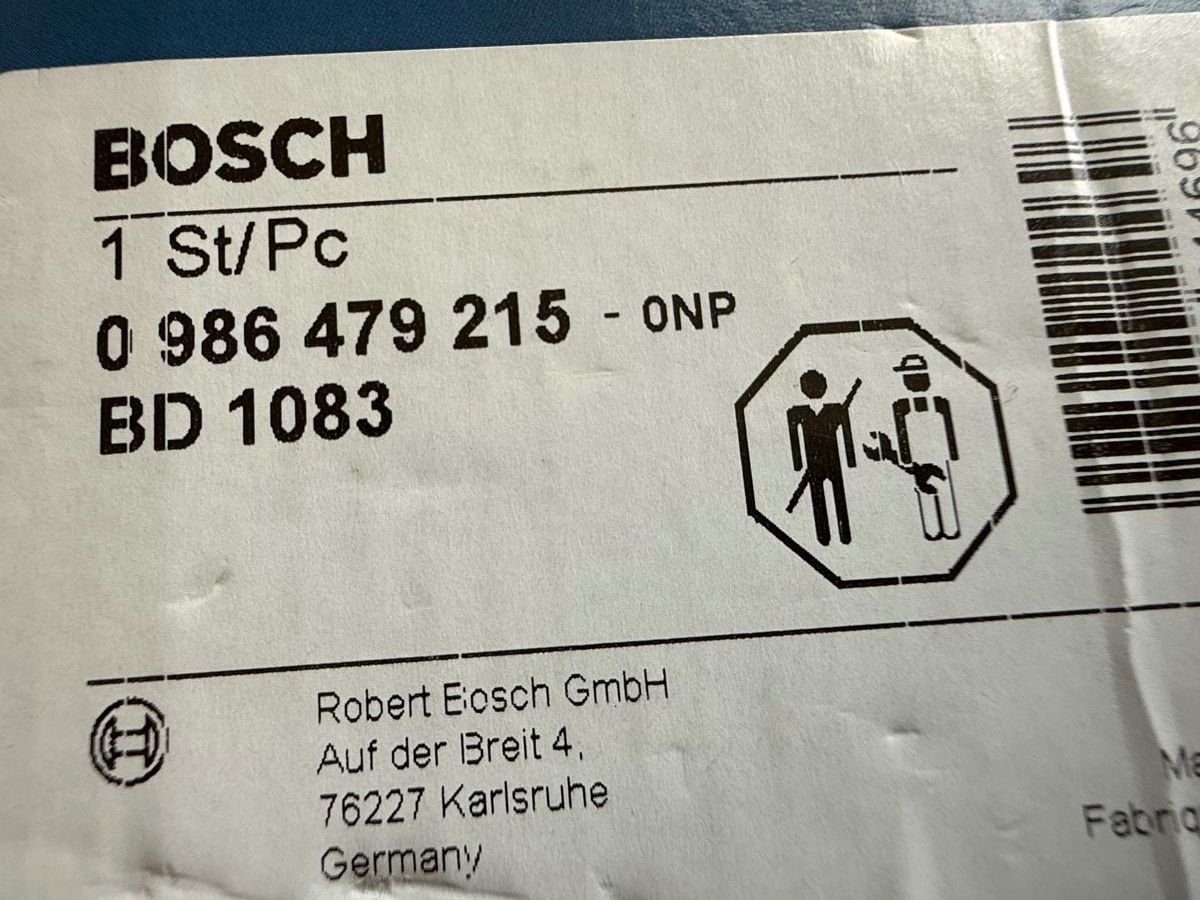 BOSCH
1 St/Pc
0 986 479 215 - 0NP
BD 1083
Robert Bosch GmbH
Auf der Breit 4,
76227 Karlsruhe
Germany